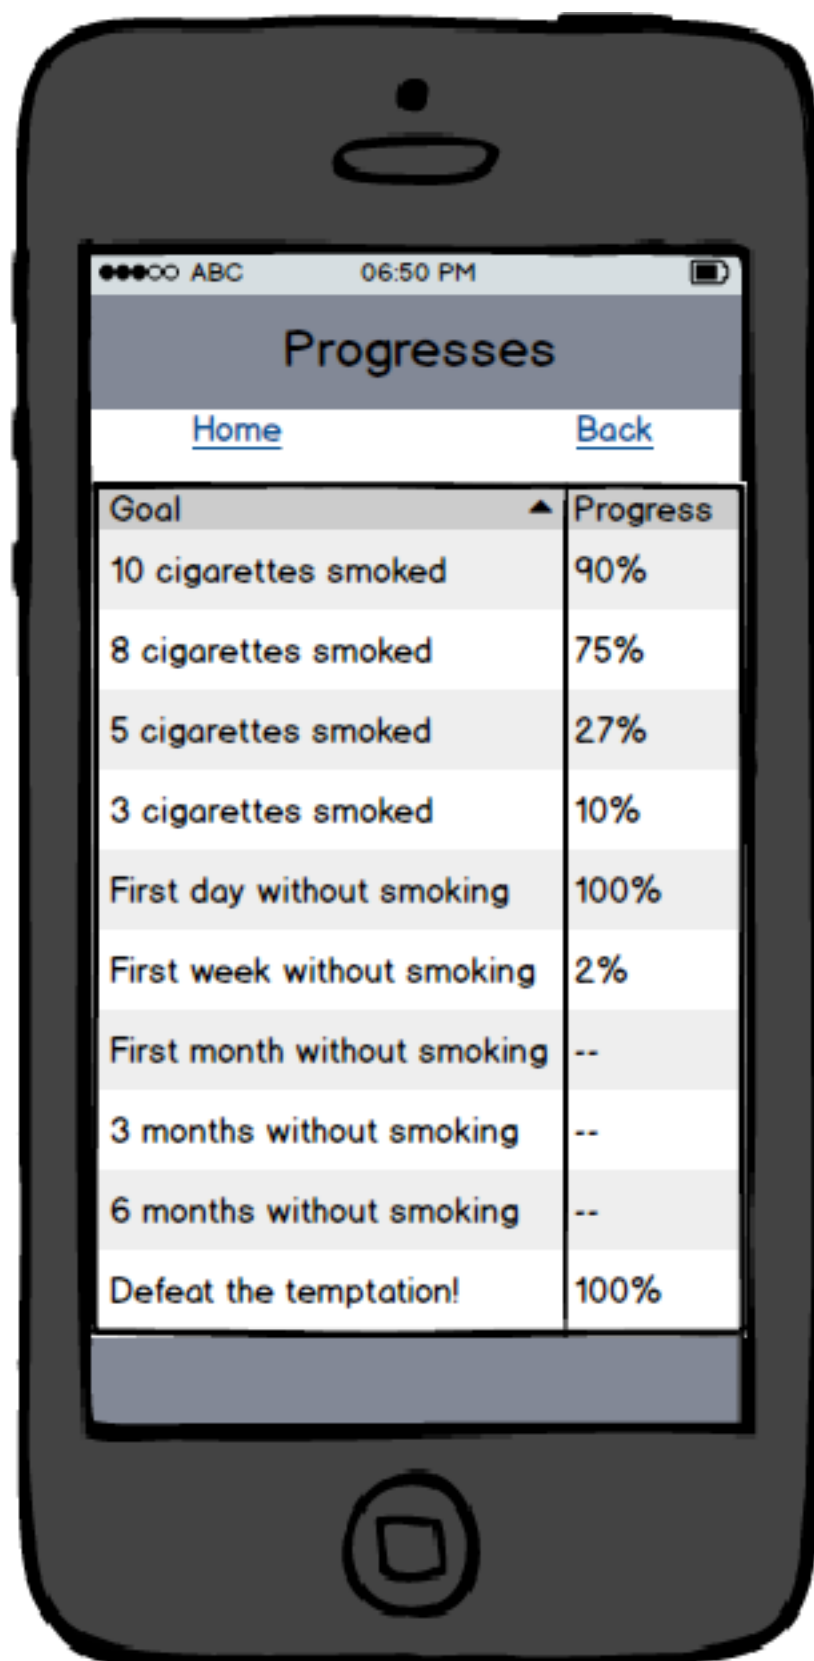 ABC 06:50 PM
Progresses
Home Back
Goal Progress
10 cigarettes smoked 90%
8 cigarettes smoked 75%
5 cigarettes smoked 27%
3 cigarettes smoked 10%
First day without smoking 100%
First week without smoking 2%
First month without smoking --
3 months without smoking --
6 months without smoking --
Defeat the temptation! 100%